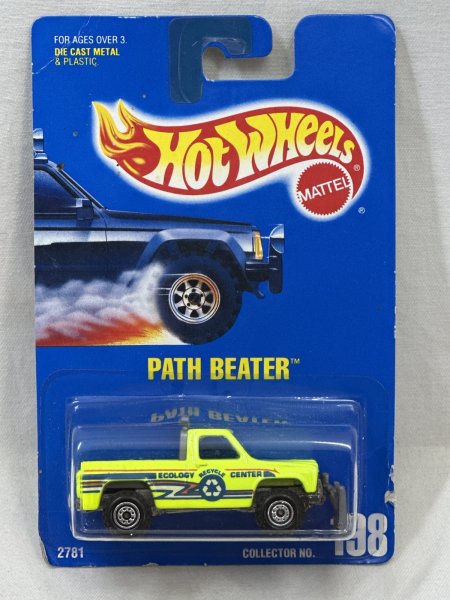 FOR AGES OVER 3.
DIE CAST METAL
& PLASTIC.
HOT WHEELS
®
MATTEL
®
PATH BEATER™
ECOLOGY RECYCLE CENTER
2781
COLLECTOR NO. 198